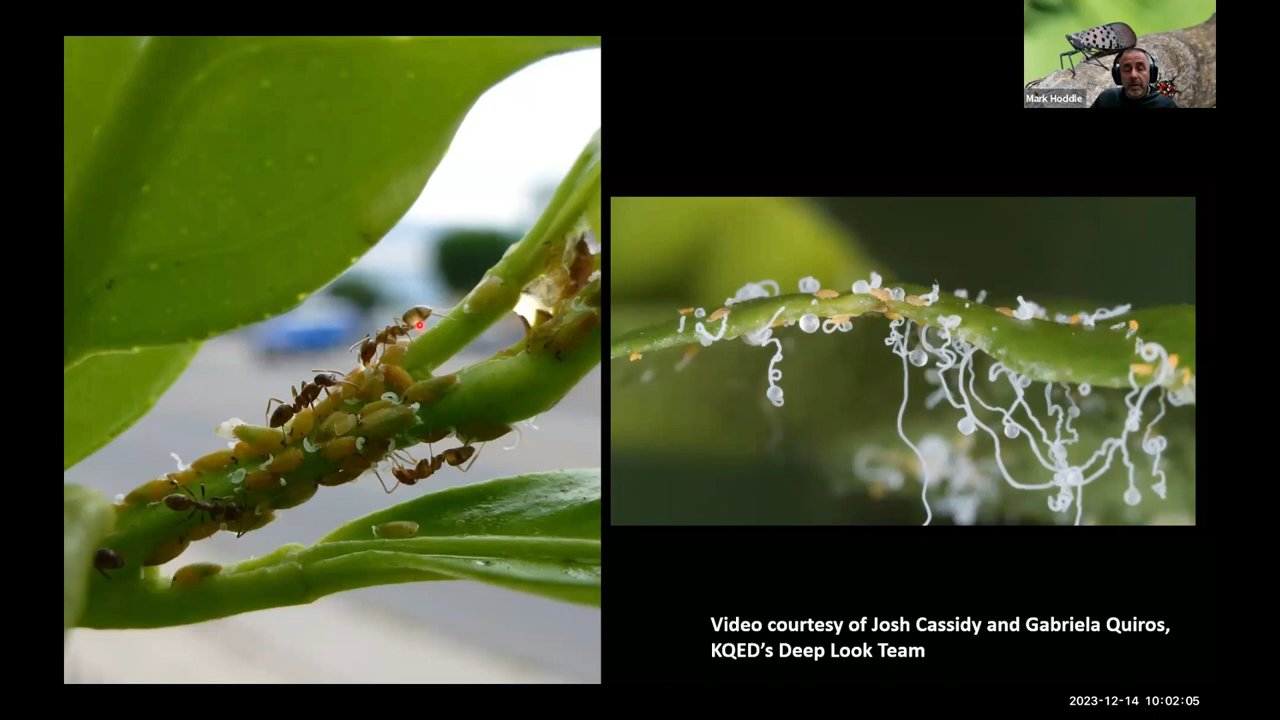 Mark Hoddle
Video courtesy of Josh Cassidy and Gabriela Quiros,
KQED's Deep Look Team
2023-12-14 10:02:05